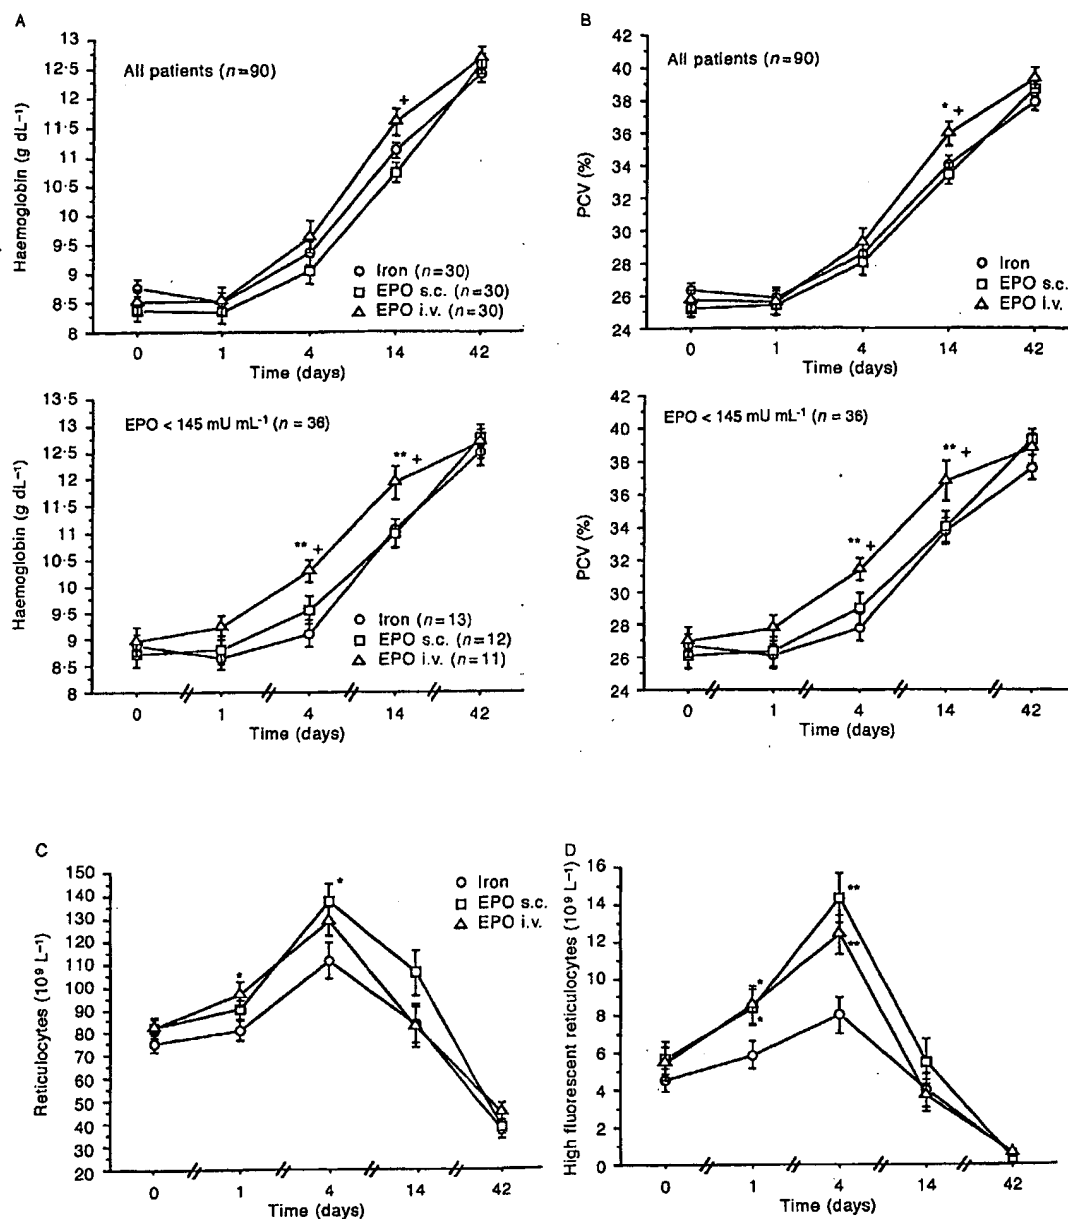 A
Haemoglobin (g dL⁻¹)
13
12·5
12
11·5
11
10·5
10
9·5
9
8·5
8
All patients (n=90)
+
Iron (n=30)
EPO s.c. (n=30)
EPO i.v. (n=30)
0 1 4 14 42
Time (days)
B
PCV (%)
42
40
38
36
34
32
30
28
26
24
All patients (n=90)
* +
Iron
EPO s.c.
EPO i.v.
0 1 4 14 42
Time (days)
Haemoglobin (g dL⁻¹)
13·5
13
12·5
12
11·5
11
10·5
10
9·5
9
8·5
8
EPO < 145 mU mL⁻¹ (n = 36)
** +
** +
Iron (n=13)
EPO s.c. (n=12)
EPO i.v. (n=11)
0 1 4 14 42
Time (days)
PCV (%)
42
40
38
36
34
32
30
28
26
24
EPO < 145 mU mL⁻¹ (n = 36)
** +
** +
0 1 4 14 42
Time (days)
C
Reticulocytes (10⁹ L⁻¹)
150
140
130
120
110
100
90
80
70
60
50
40
30
20
*
*
Iron
EPO s.c.
EPO i.v.
0 1 4 14 42
Time (days)
D
High fluorescent reticulocytes (10⁹ L⁻¹)
16
14
12
10
8
6
4
2
0
**
**
*
*
0 1 4 14 42
Time (days)